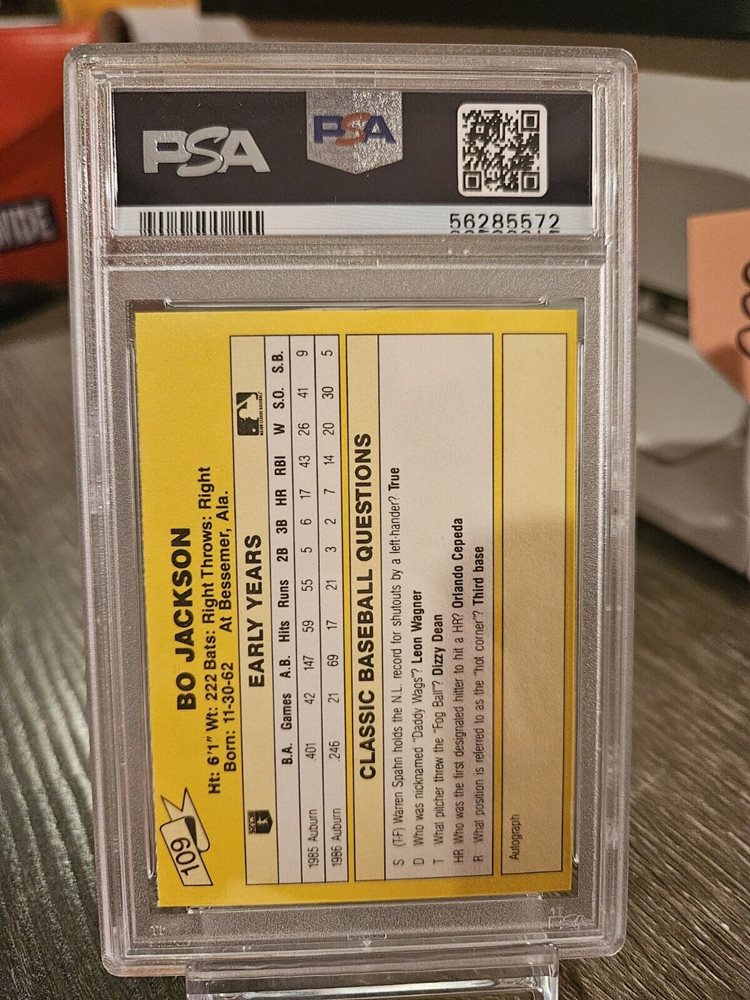 PSA
PSA
56285572
109
BO JACKSON
Ht: 6'1" Wt: 222 Bats: Right Throws: Right
Born: 11-30-62 At Bessemer, Ala.
EARLY YEARS
B.A. Games A.B. Hits Runs 2B 3B HR RBI W S.O. S.B.
1985 Auburn .401 42 147 59 55 5 6 17 43 26 41 9
1986 Auburn .246 21 69 17 21 3 2 7 14 20 30 5
CLASSIC BASEBALL QUESTIONS
S (T-F) Warren Spahn holds the N.L. record for shutouts by a left-hander? True
D Who was nicknamed "Daddy Wags"? Leon Wagner
T What pitcher threw the "Fog Ball"? Dizzy Dean
HR Who was the first designated hitter to hit a HR? Orlando Cepeda
R What position is referred to as the "hot corner"? Third base
Autograph